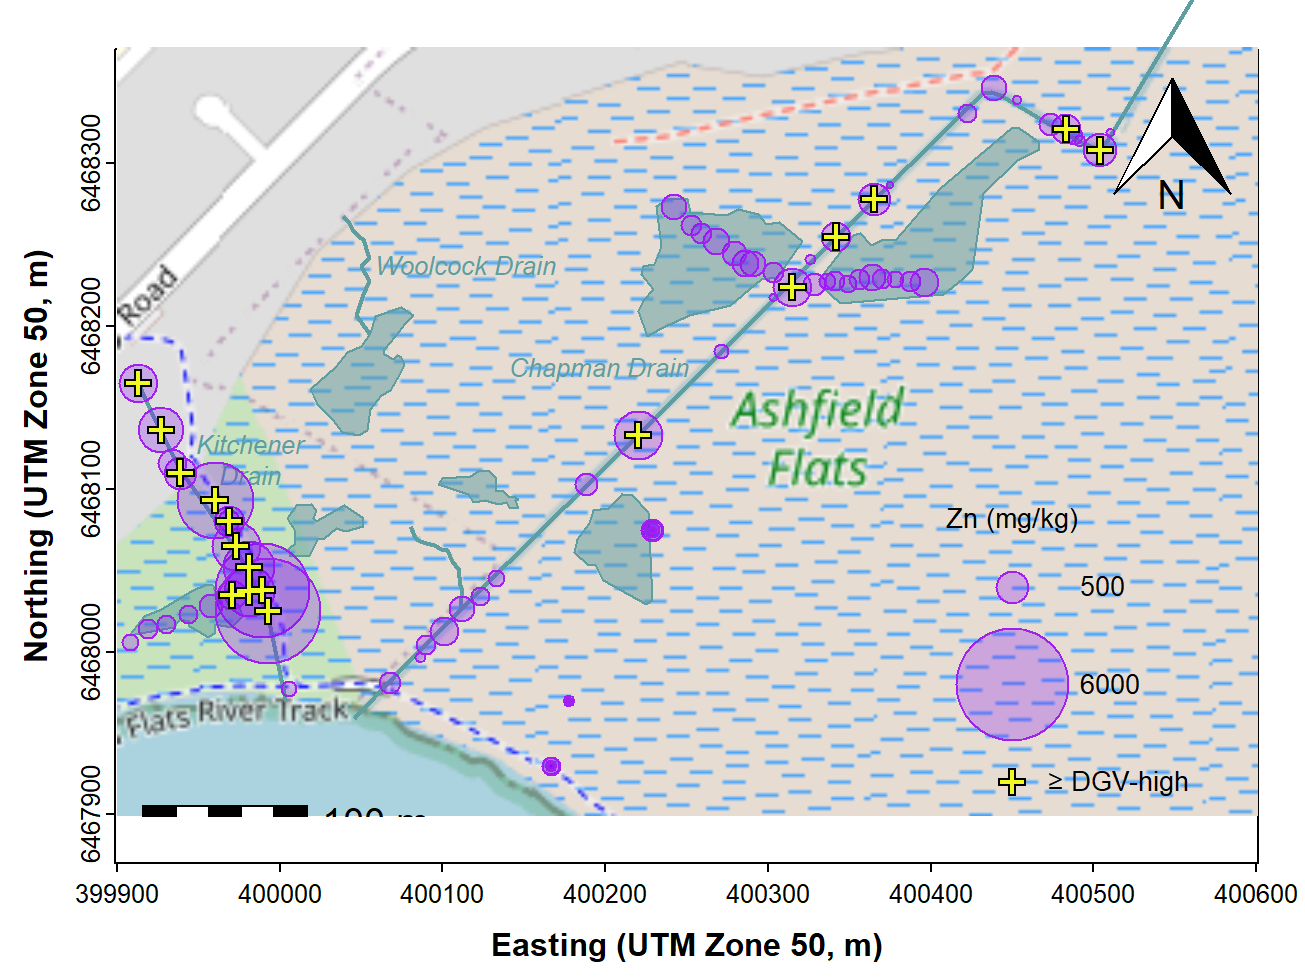 Northing (UTM Zone 50, m)
6468300
6468200
6468100
6468000
6467900
Road
Woolcock Drain
Chapman Drain
Kitchener
Drain
Ashfield
Flats
N
Zn (mg/kg)
500
6000
≥ DGV-high
Flats River Track
100 m
399900 400000 400100 400200 400300 400400 400500 400600
Easting (UTM Zone 50, m)